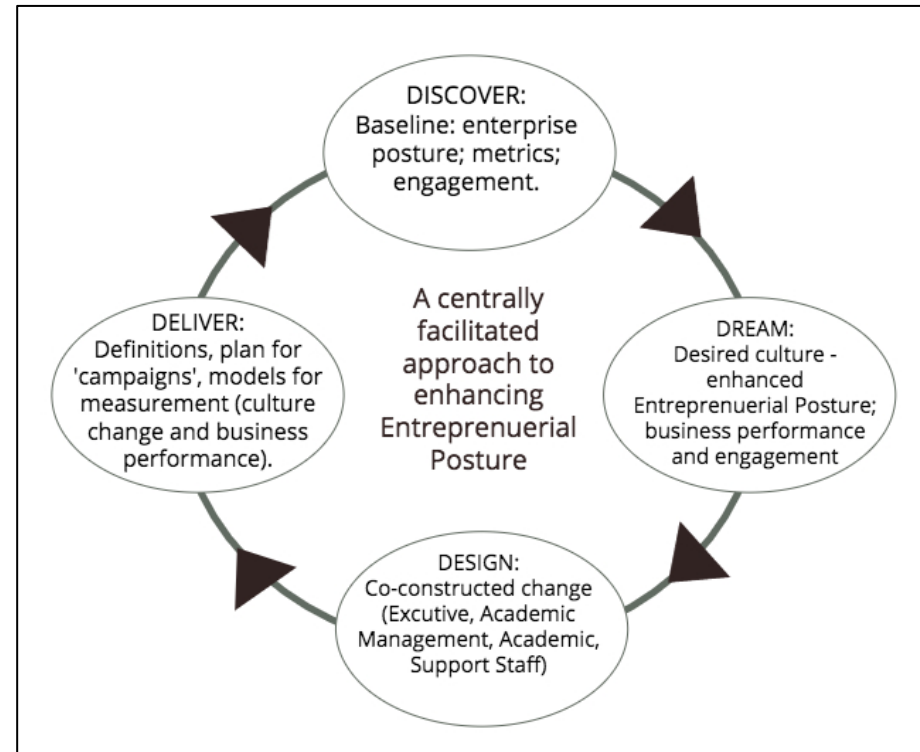 DISCOVER:
Baseline: enterprise
posture; metrics;
engagement.
A centrally
facilitated
approach to
enhancing
Entreprenuerial
Posture
DREAM:
Desired culture -
enhanced
Entreprenuerial Posture;
business performance
and engagement
DESIGN:
Co-constructed change
(Excutive, Academic
Management, Academic,
Support Staff)
DELIVER:
Definitions, plan for
'campaigns', models for
measurement (culture
change and business
performance).